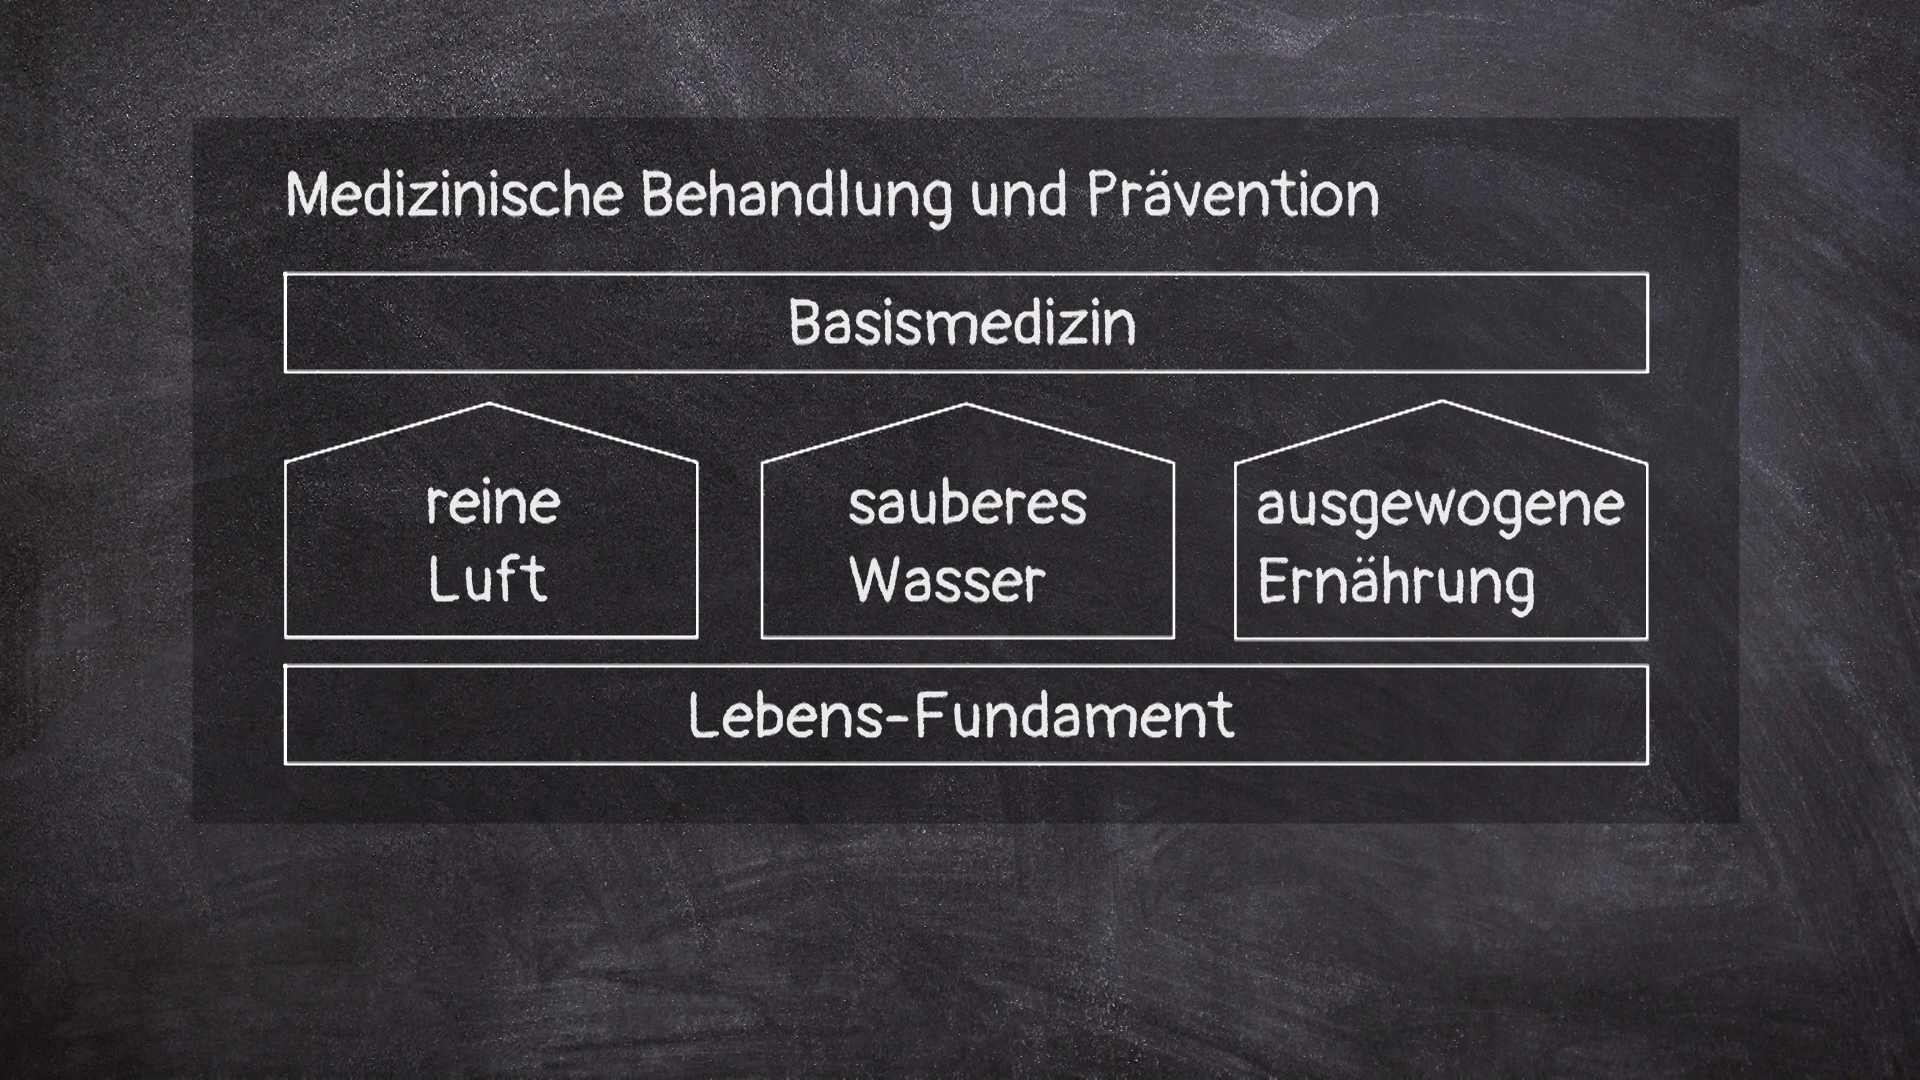 Medizinische Behandlung und Prävention
Basismedizin
reine
Luft
sauberes
Wasser
ausgewogene
Ernährung
Lebens-Fundament